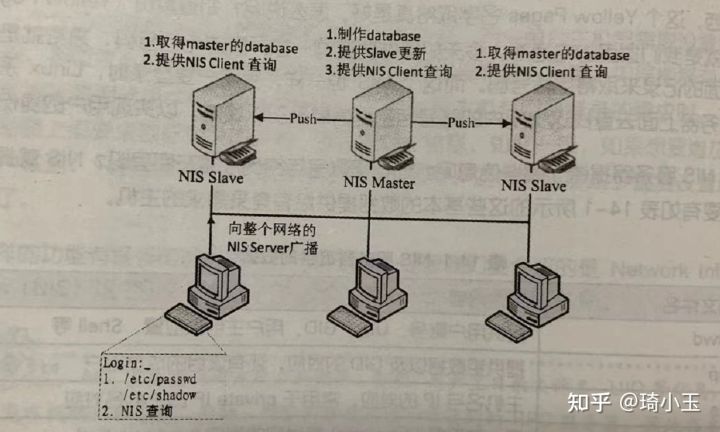 1.取得master的database
2.提供NIS Client 查询
1.制作database
2.提供Slave更新
3.提供NIS Client查询
1.取得master的database
2.提供NIS Client 查询
Push
Push
NIS Slave
NIS Master
NIS Slave
向整个网络的
NIS Server广播
Login:_
1. /etc/passwd
/etc/shadow
2. NIS 查询
知乎 @琦小玉